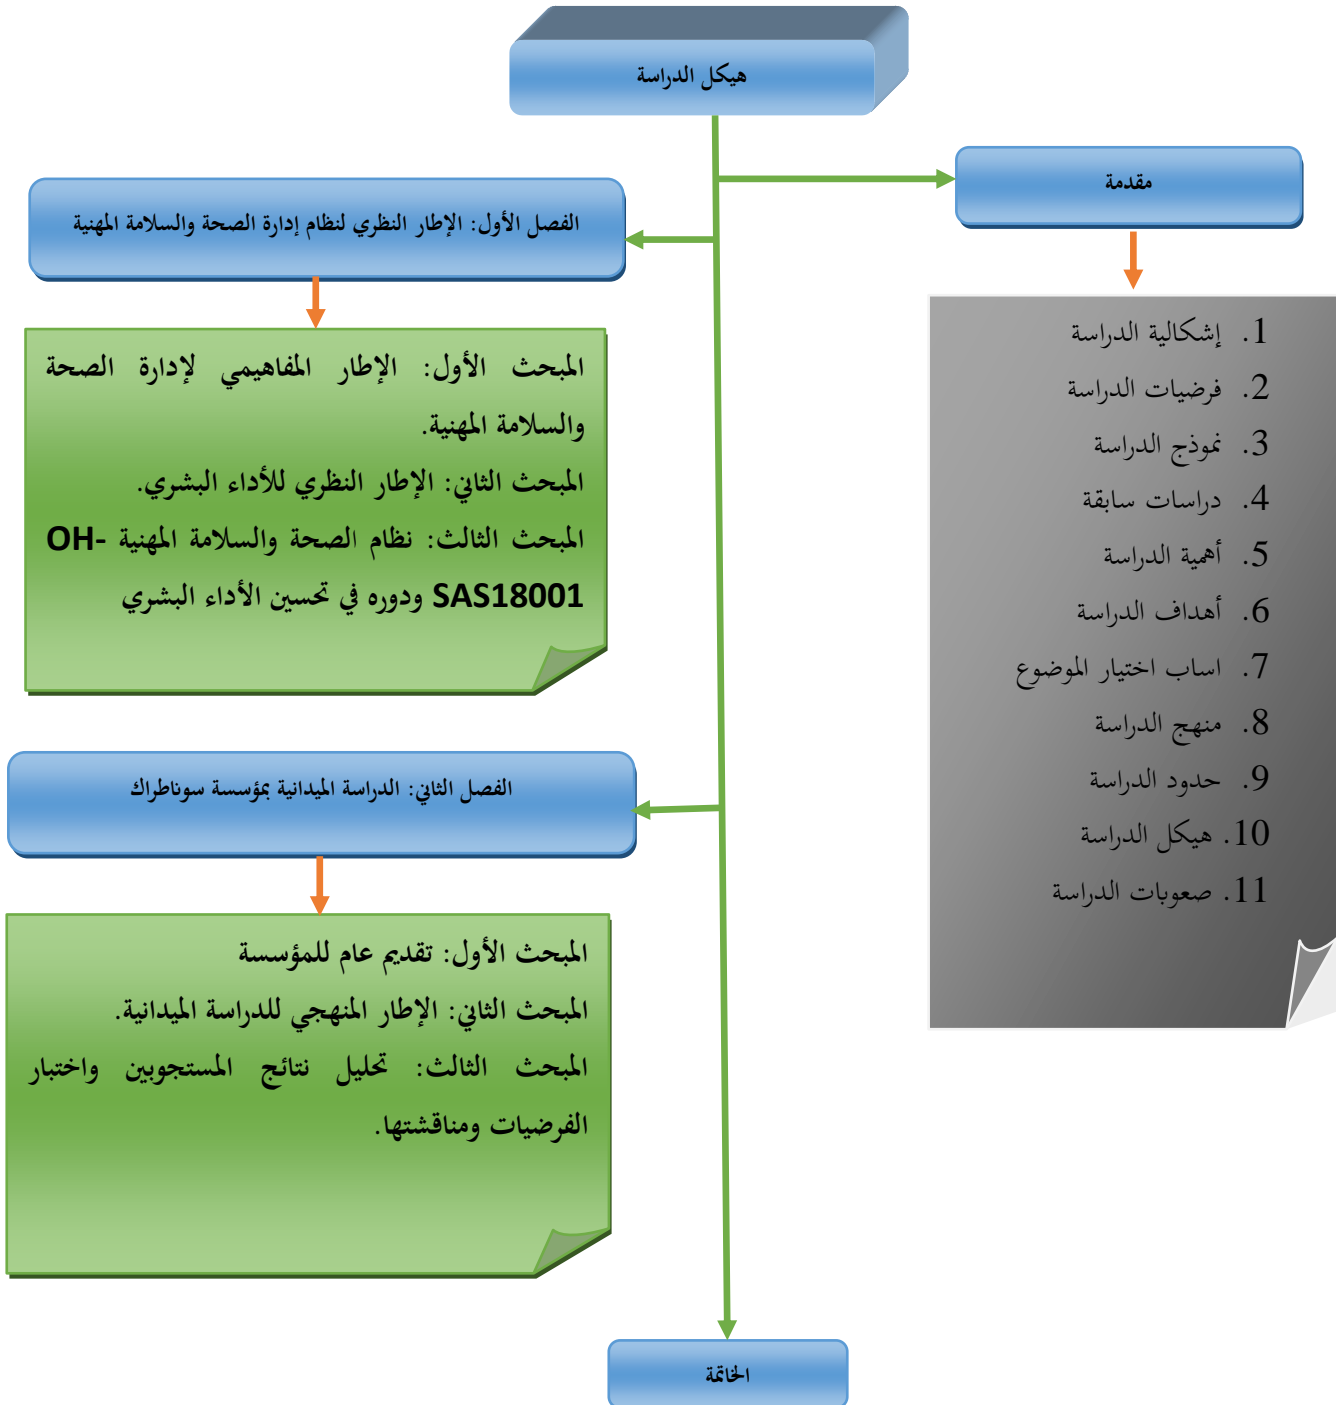 هيكل الدراسة
مقدمة
1. إشكالية الدراسة
2. فرضيات الدراسة
3. نموذج الدراسة
4. دراسات سابقة
5. أهمية الدراسة
6. أهداف الدراسة
7. اساب اختيار الموضوع
8. منهج الدراسة
9. حدود الدراسة
10. هيكل الدراسة
11. صعوبات الدراسة
الفصل الأول: الإطار النظري لنظام إدارة الصحة والسلامة المهنية
المبحث الأول: الإطار المفاهيمي لإدارة الصحة
والسلامة المهنية.
المبحث الثاني: الإطار النظري للأداء البشري.
المبحث الثالث: نظام الصحة والسلامة المهنية OH-
SAS18001 ودوره في تحسين الأداء البشري
الفصل الثاني: الدراسة الميدانية بمؤسسة سوناطراك
المبحث الأول: تقديم عام للمؤسسة
المبحث الثاني: الإطار المنهجي للدراسة الميدانية.
المبحث الثالث: تحليل نتائج المستجوبين واختبار
الفرضيات ومناقشتها.
الخاتمة